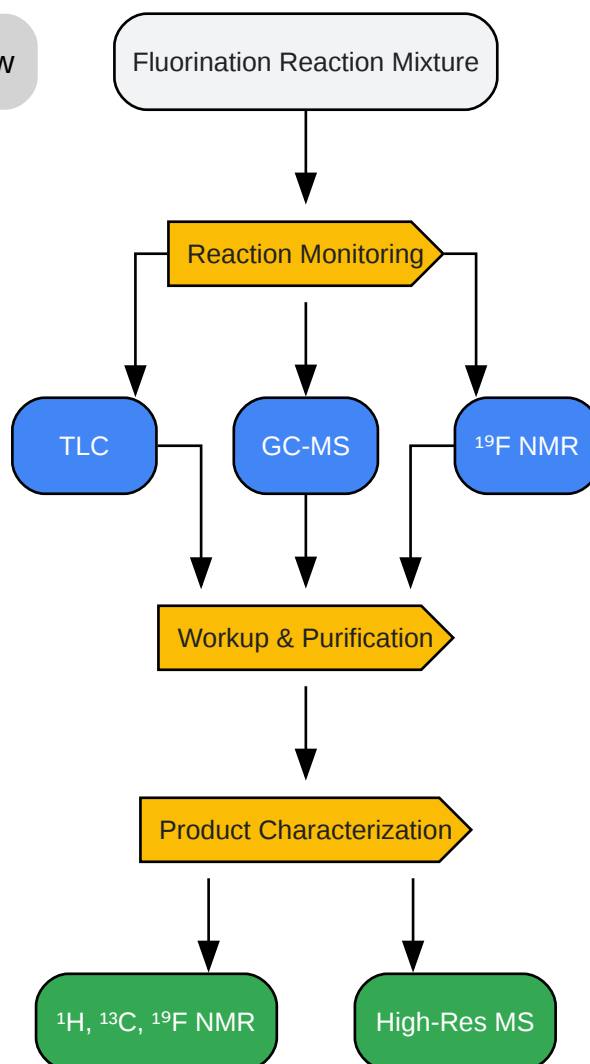 w
Fluorination Reaction Mixture
Reaction Monitoring
TLC
GC-MS
¹⁹F NMR
Workup & Purification
Product Characterization
¹H, ¹³C, ¹⁹F NMR
High-Res MS